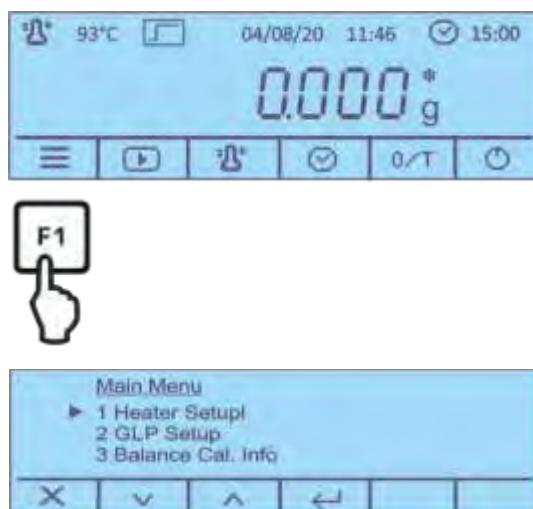 93°C 04/08/20 11:46 15:00
0.000 * g
0/T
F1
Main Menu
1 Heater Setupl
2 GLP Setup
3 Balance Cal. Info